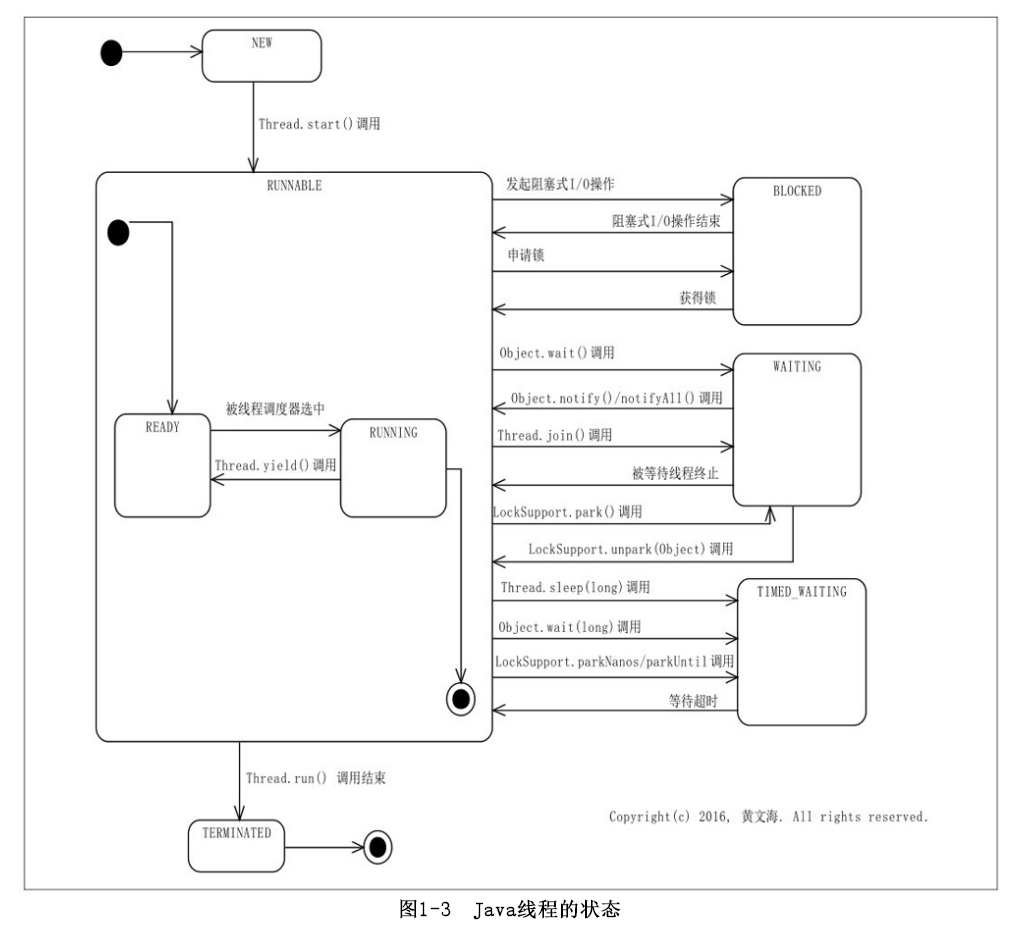 NEW
Thread.start()调用
RUNNABLE
发起阻塞式I/O操作
BLOCKED
阻塞式I/O操作结束
申请锁
获得锁
Object.wait()调用
WAITING
Object.notify()/notifyAll()调用
被线程调度器选中
READY
RUNNING
Thread.join()调用
Thread.yield()调用
被等待线程终止
LockSupport.park()调用
LockSupport.unpark(Object)调用
Thread.sleep(long)调用
TIMED_WAITING
Object.wait(long)调用
LockSupport.parkNanos/parkUntil调用
等待超时
Thread.run() 调用结束
Copyright(c) 2016, 黄文海. All rights reserved.
TERMINATED
图1-3 Java线程的状态